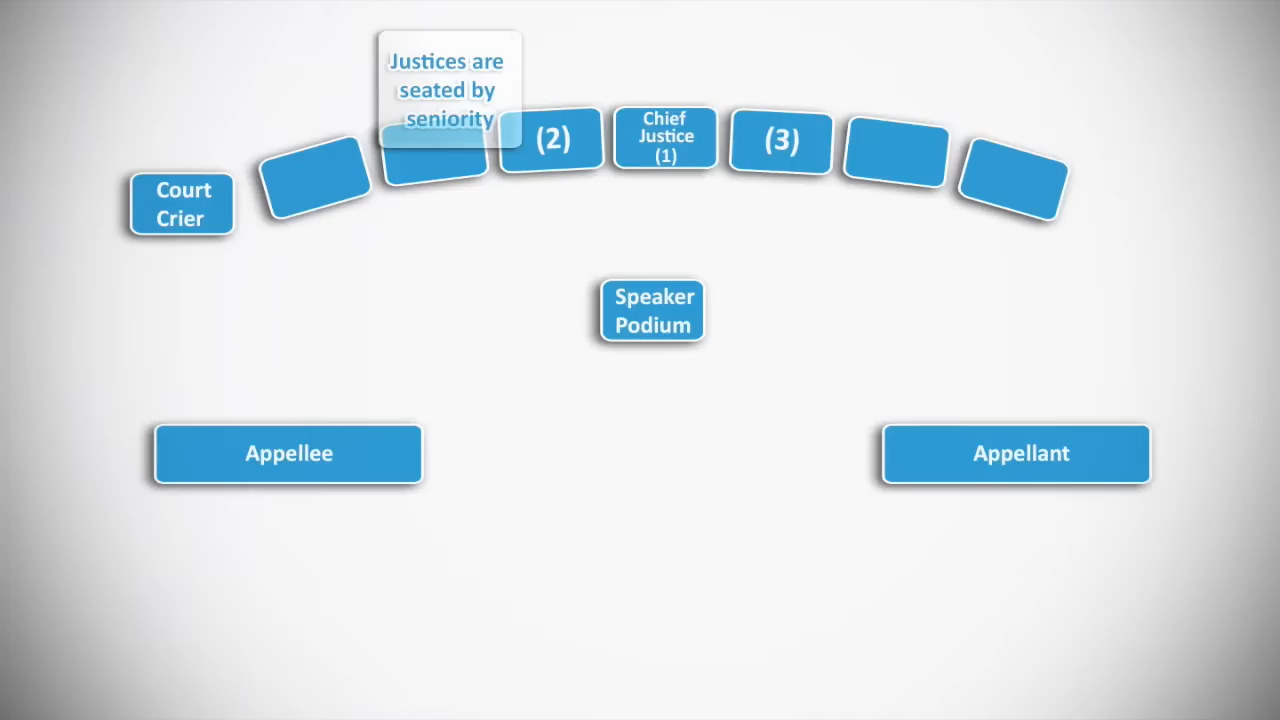 Justices are
seated by
seniority
(2)
Chief
Justice
(1)
(3)
Court
Crier
Speaker
Podium
Appellee
Appellant